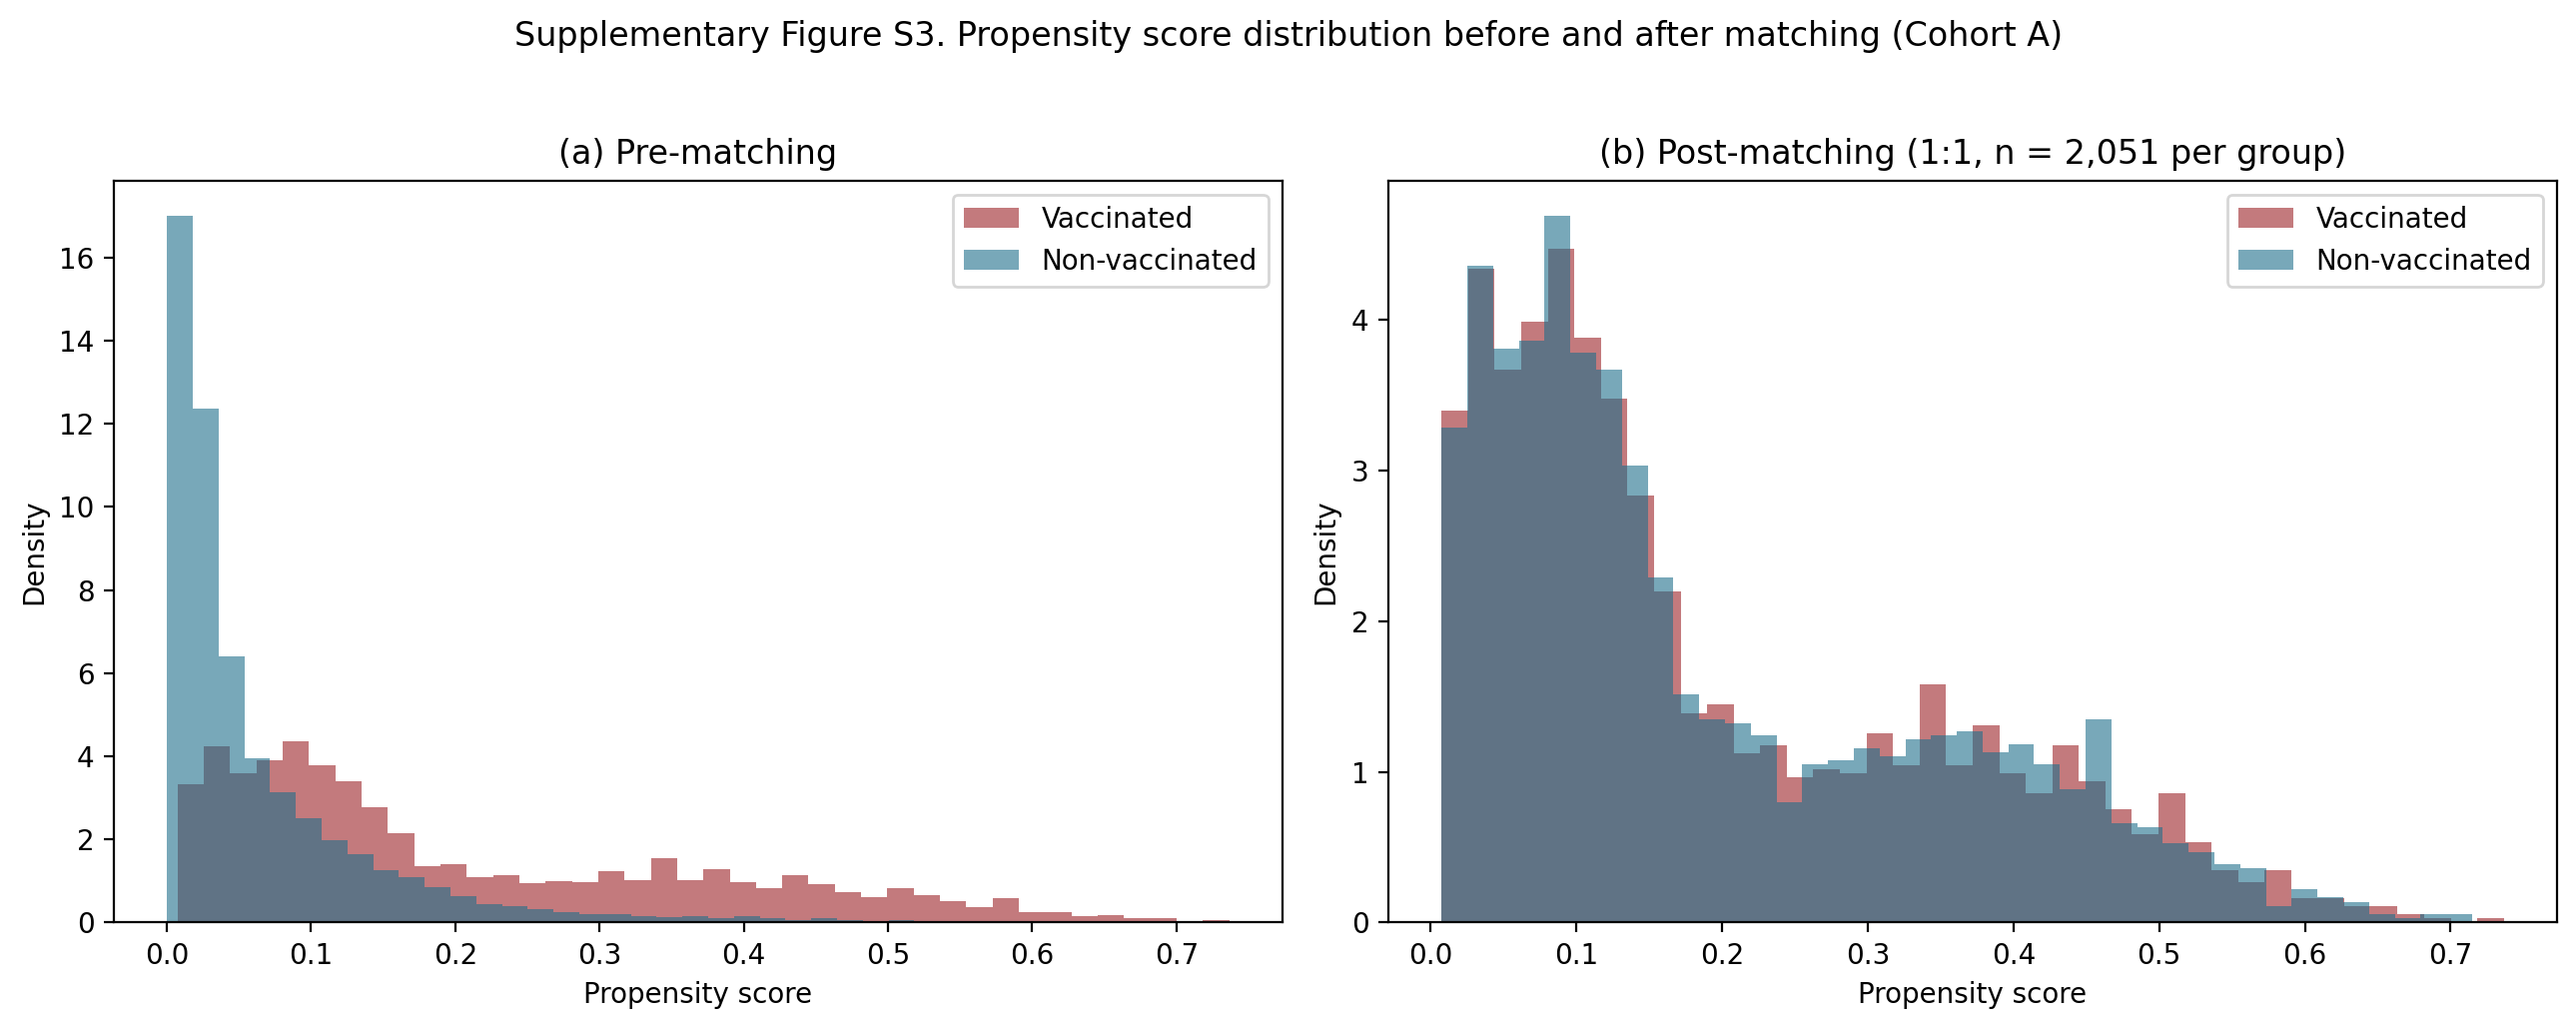 Supplementary Figure S3. Propensity score distribution before and after matching (Cohort A)
(a) Pre-matching
Vaccinated
Non-vaccinated
Density
16
14
12
10
8
6
4
2
0
0.0 0.1 0.2 0.3 0.4 0.5 0.6 0.7
Propensity score
(b) Post-matching (1:1, n = 2,051 per group)
Vaccinated
Non-vaccinated
Density
4
3
2
1
0
0.0 0.1 0.2 0.3 0.4 0.5 0.6 0.7
Propensity score